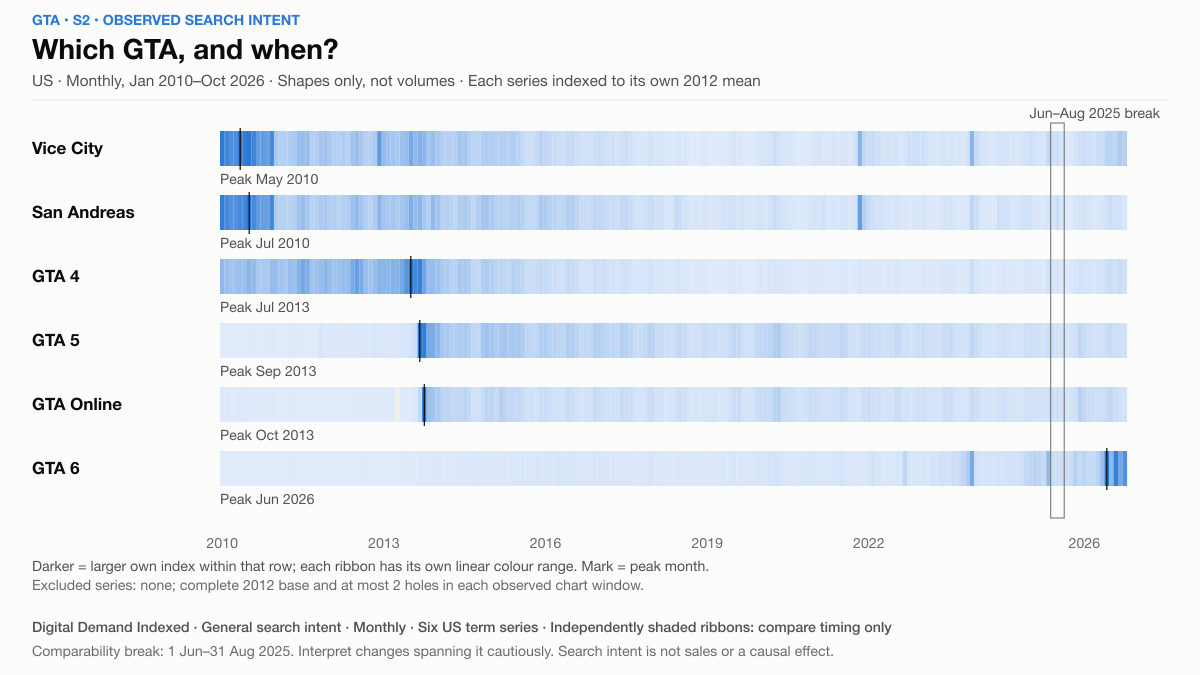 GTA · S2 · OBSERVED SEARCH INTENT
Which GTA, and when?
US · Monthly, Jan 2010–Oct 2026 · Shapes only, not volumes · Each series indexed to its own 2012 mean
Jun–Aug 2025 break
Vice City
Peak May 2010
San Andreas
Peak Jul 2010
GTA 4
Peak Jul 2013
GTA 5
Peak Sep 2013
GTA Online
Peak Oct 2013
GTA 6
Peak Jun 2026
2010 2013 2016 2019 2022 2026
Darker = larger own index within that row; each ribbon has its own linear colour range. Mark = peak month.
Excluded series: none; complete 2012 base and at most 2 holes in each observed chart window.
Digital Demand Indexed · General search intent · Monthly · Six US term series · Independently shaded ribbons: compare timing only
Comparability break: 1 Jun–31 Aug 2025. Interpret changes spanning it cautiously. Search intent is not sales or a causal effect.